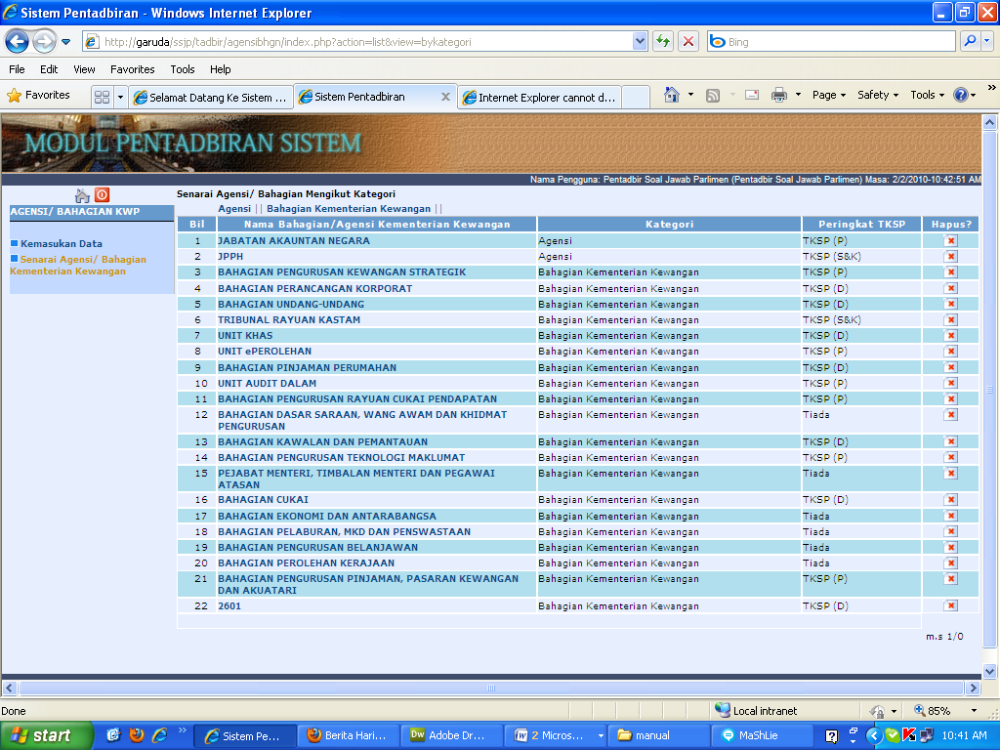 Sistem Pentadbiran - Windows Internet Explorer
http://garuda/ssjp/tadbir/agensibhgn/index.php?action=list&view=bykategori
Bing
File Edit View Favorites Tools Help
Favorites
Selamat Datang Ke Sistem ...
Sistem Pentadbiran
Internet Explorer cannot d...
Page Safety Tools
MODUL PENTADBIRAN SISTEM
Nama Pengguna: Pentadbir Soal Jawab Parlimen (Pentadbir Soal Jawab Parlimen) Masa: 2/2/2010-10:42:51 AM
AGENSI/ BAHAGIAN KWP
Kemasukan Data
Senarai Agensi/ Bahagian
Kementerian Kewangan
Senarai Agensi/ Bahagian Mengikut Kategori
Agensi || Bahagian Kementerian Kewangan ||
Bil Nama Bahagian/Agensi Kementerian Kewangan Kategori Peringkat TKSP Hapus?
1 JABATAN AKAUNTAN NEGARA Agensi TKSP (P)
2 JPPH Agensi TKSP (S&K)
3 BAHAGIAN PENGURUSAN KEWANGAN STRATEGIK Bahagian Kementerian Kewangan TKSP (P)
4 BAHAGIAN PERANCANGAN KORPORAT Bahagian Kementerian Kewangan TKSP (D)
5 BAHAGIAN UNDANG-UNDANG Bahagian Kementerian Kewangan TKSP (D)
6 TRIBUNAL RAYUAN KASTAM Bahagian Kementerian Kewangan TKSP (S&K)
7 UNIT KHAS Bahagian Kementerian Kewangan TKSP (D)
8 UNIT ePEROLEHAN Bahagian Kementerian Kewangan TKSP (P)
9 BAHAGIAN PINJAMAN PERUMAHAN Bahagian Kementerian Kewangan TKSP (D)
10 UNIT AUDIT DALAM Bahagian Kementerian Kewangan TKSP (P)
11 BAHAGIAN PENGURUSAN RAYUAN CUKAI PENDAPATAN Bahagian Kementerian Kewangan TKSP (P)
12 BAHAGIAN DASAR SARAAN, WANG AWAM DAN KHIDMAT Bahagian Kementerian Kewangan Tiada
PENGURUSAN
13 BAHAGIAN KAWALAN DAN PEMANTAUAN Bahagian Kementerian Kewangan TKSP (D)
14 BAHAGIAN PENGURUSAN TEKNOLOGI MAKLUMAT Bahagian Kementerian Kewangan TKSP (P)
15 PEJABAT MENTERI, TIMBALAN MENTERI DAN PEGAWAI Bahagian Kementerian Kewangan Tiada
ATASAN
16 BAHAGIAN CUKAI Bahagian Kementerian Kewangan TKSP (D)
17 BAHAGIAN EKONOMI DAN ANTARABANGSA Bahagian Kementerian Kewangan Tiada
18 BAHAGIAN PELABURAN, MKD DAN PENSWASTAAN Bahagian Kementerian Kewangan Tiada
19 BAHAGIAN PENGURUSAN BELANJAWAN Bahagian Kementerian Kewangan Tiada
20 BAHAGIAN PEROLEHAN KERAJAAN Bahagian Kementerian Kewangan Tiada
21 BAHAGIAN PENGURUSAN PINJAMAN, PASARAN KEWANGAN Bahagian Kementerian Kewangan TKSP (P)
DAN AKUATARI
22 2601 Bahagian Kementerian Kewangan TKSP (D)
m.s 1/0
Done Local intranet 85%
start Sistem Pe... Berita Hari... Adobe Dr... 2 Micros... manual MaShLie 10:41 AM